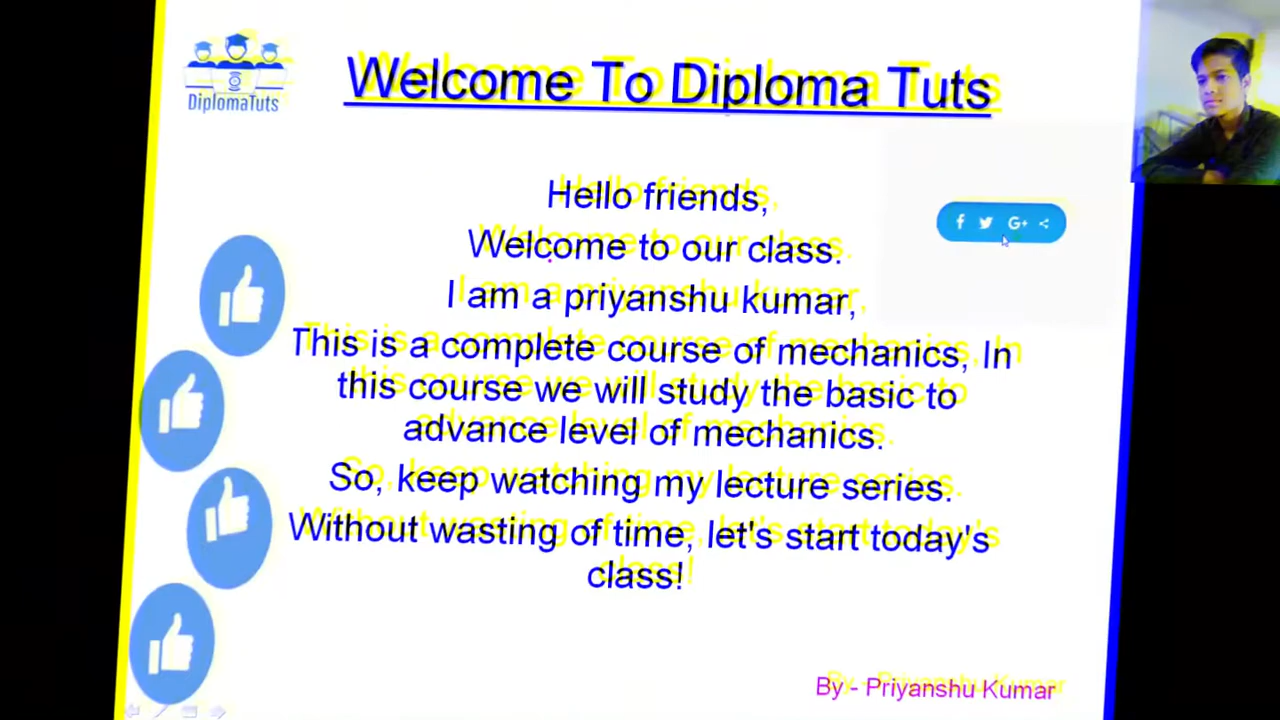 DiplomaTuts
Welcome To Diploma Tuts
Hello friends,
Welcome to our class.
I am a priyanshu kumar,
This is a complete course of mechanics, In
this course we will study the basic to
advance level of mechanics.
So, keep watching my lecture series.
Without wasting of time, let's start today's
class!
By - Priyanshu Kumar